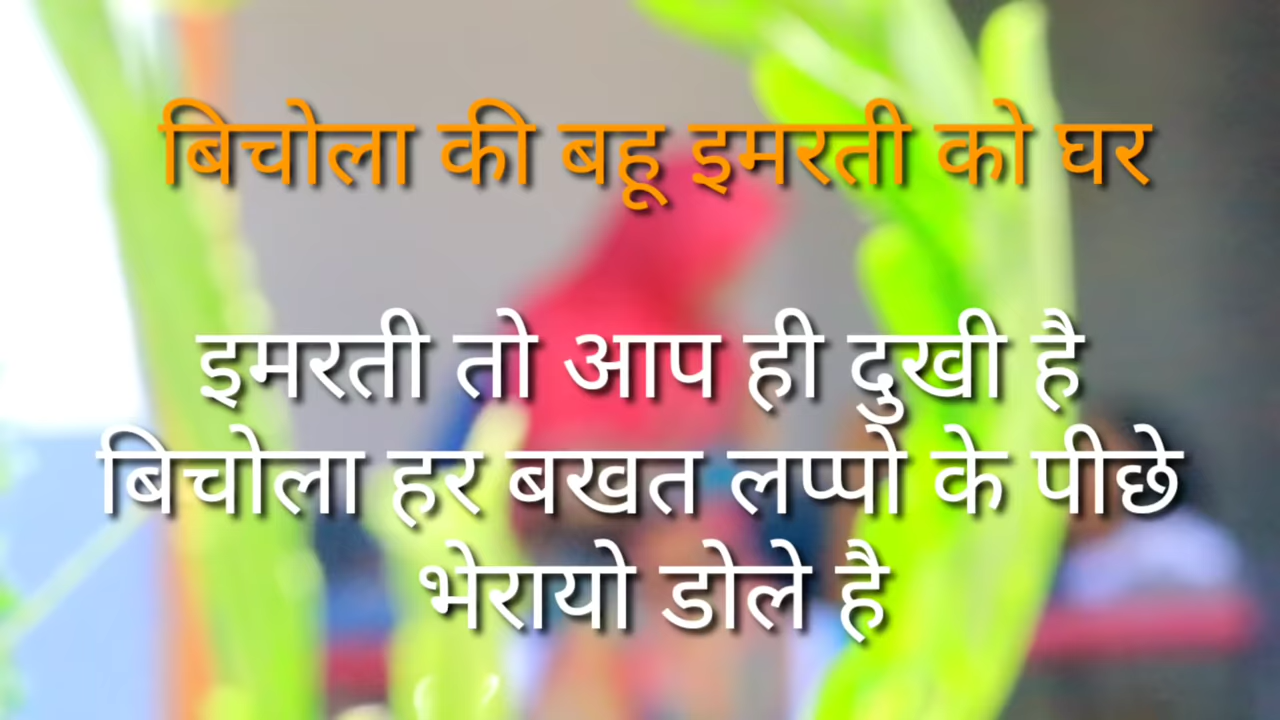 बिचोला की बहू इमरती को घर
इमरती तो आप ही दुखी है
बिचोला हर बखत लप्पो के पीछे
भेरायो डोले है